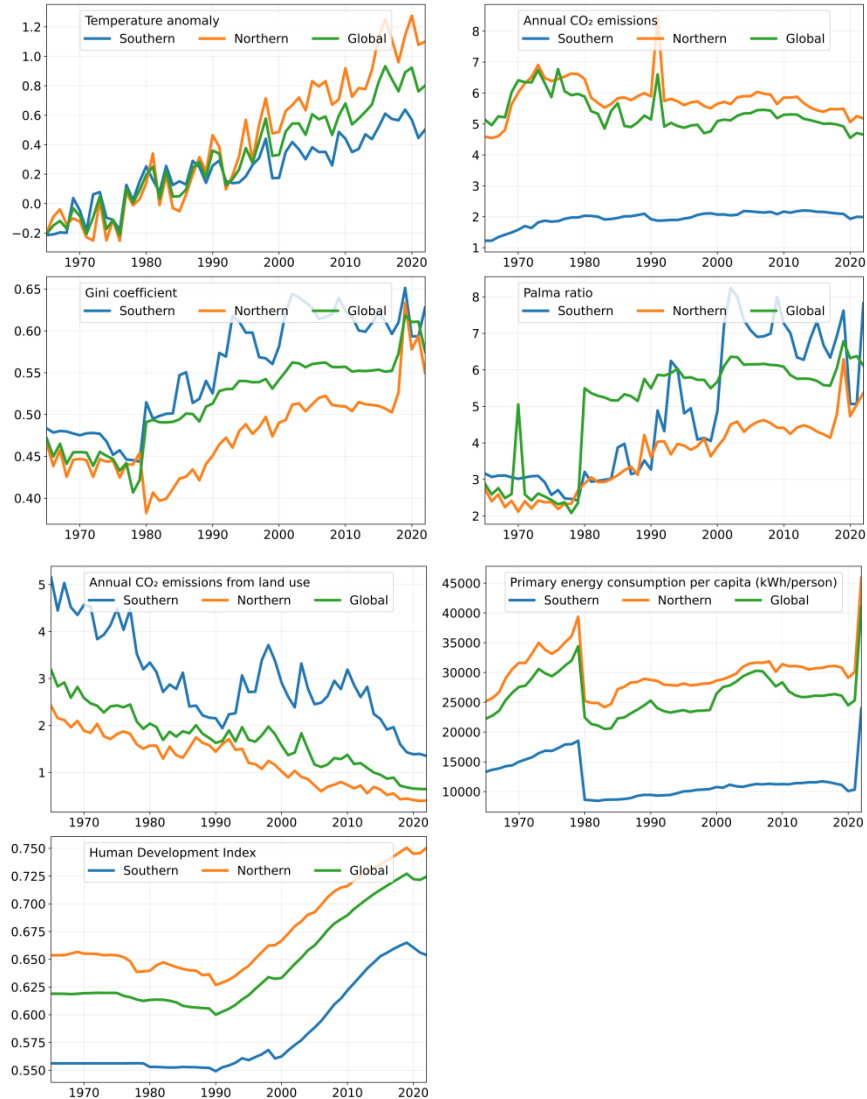 Temperature anomaly
Southern Northern Global
1.2
1.0
0.8
0.6
0.4
0.2
0.0
−0.2
1970 1980 1990 2000 2010 2020
Annual CO₂ emissions
Southern Northern Global
8
7
6
5
4
3
2
1
1970 1980 1990 2000 2010 2020
Gini coefficient
Southern Northern Global
0.65
0.60
0.55
0.50
0.45
0.40
1970 1980 1990 2000 2010 2020
Palma ratio
Southern Northern Global
8
7
6
5
4
3
2
1970 1980 1990 2000 2010 2020
Annual CO₂ emissions from land use
Southern Northern Global
5
4
3
2
1
1970 1980 1990 2000 2010 2020
Primary energy consumption per capita (kWh/person)
Southern Northern Global
45000
40000
35000
30000
25000
20000
15000
10000
1970 1980 1990 2000 2010 2020
Human Development Index
Southern Northern Global
0.750
0.725
0.700
0.675
0.650
0.625
0.600
0.575
0.550
1970 1980 1990 2000 2010 2020